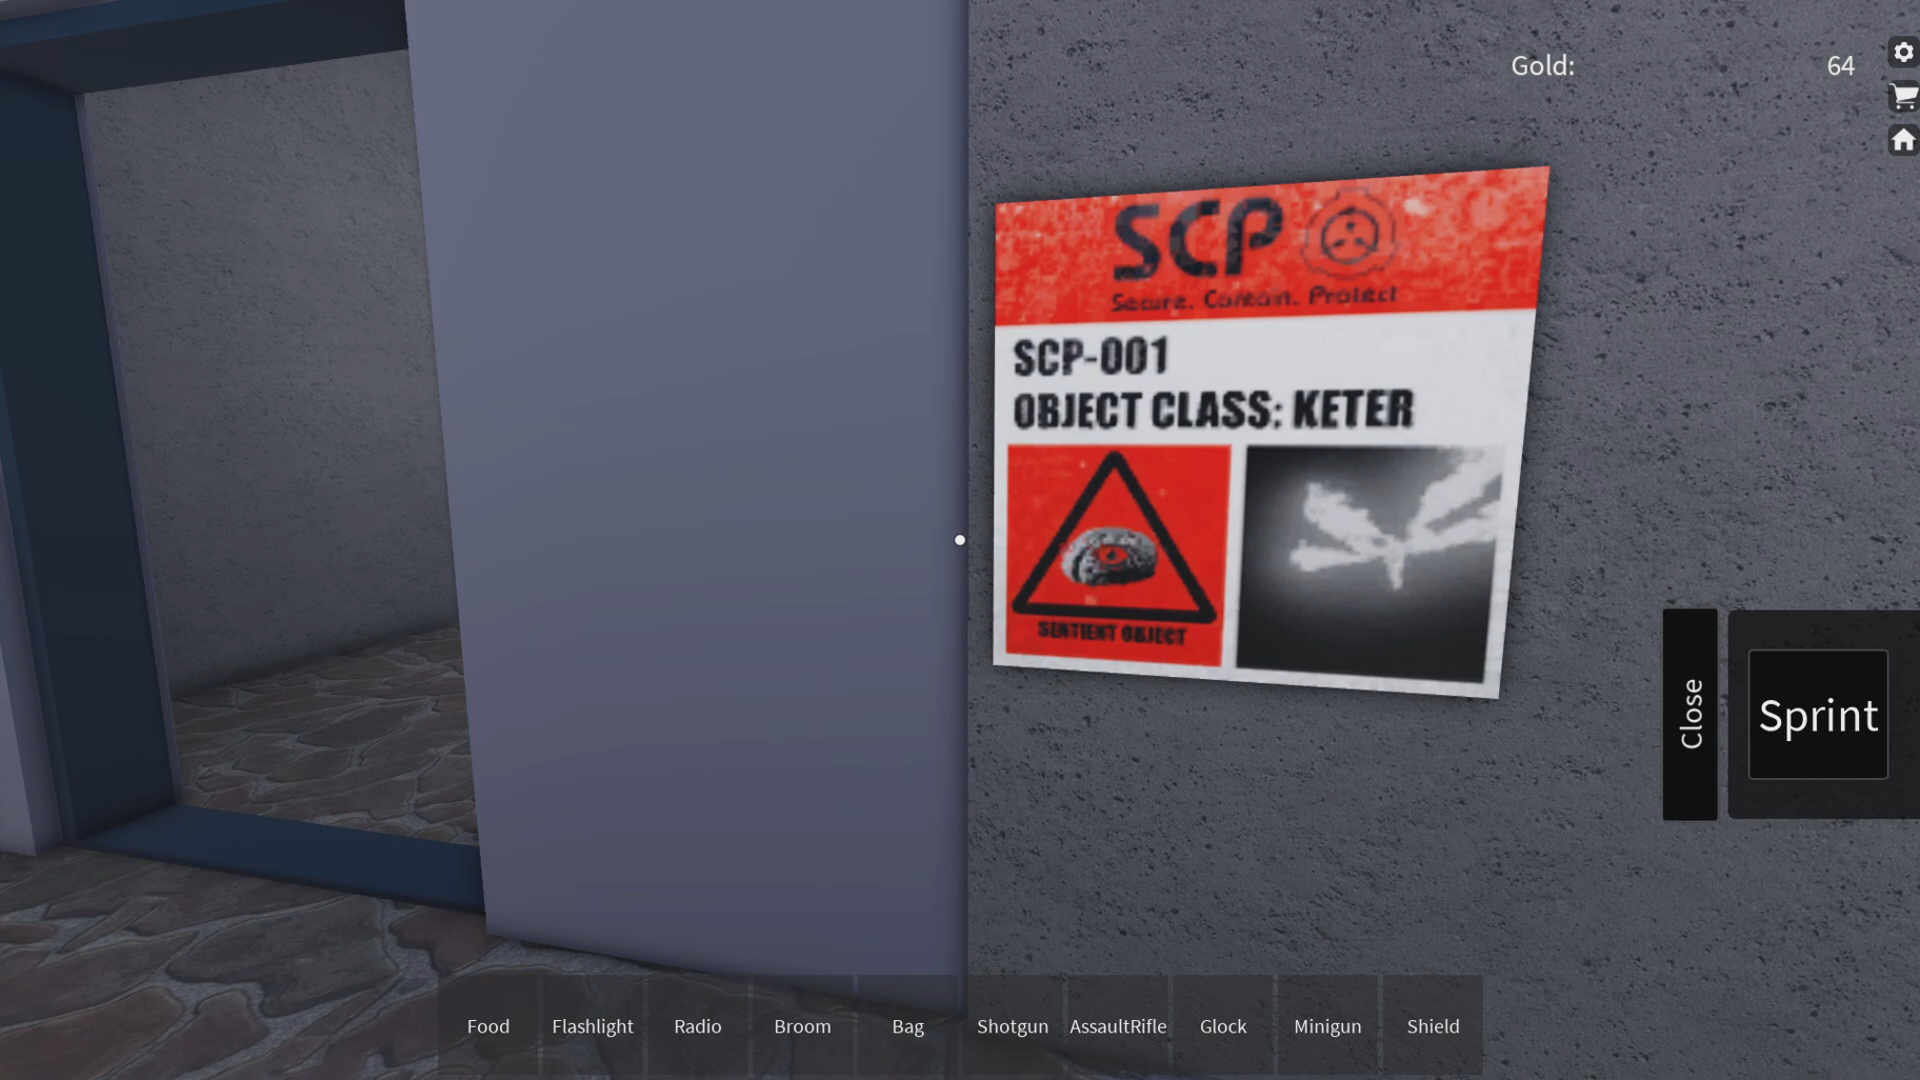 Gold: 64
SCP
Secure. Contain. Protect
SCP-001
OBJECT CLASS: KETER
SENTIENT OBJECT
Close
Sprint
Food Flashlight Radio Broom Bag Shotgun AssaultRifle Glock Minigun Shield